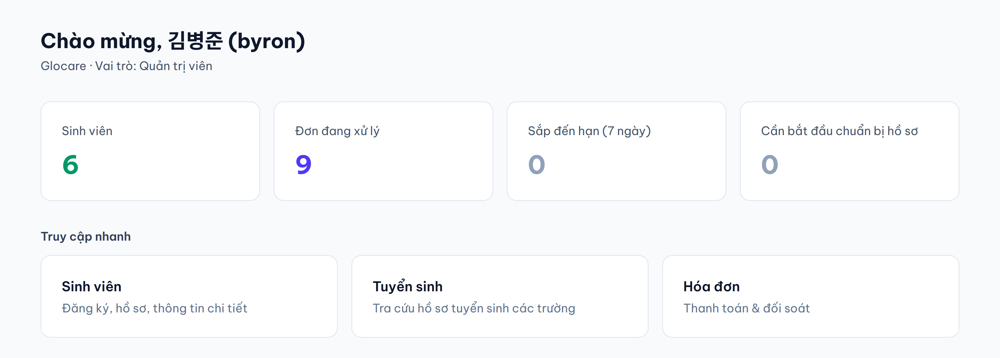 Chào mừng, 김병준 (byron)
Glocare · Vai trò: Quản trị viên
Sinh viên
6
Đơn đang xử lý
9
Sắp đến hạn (7 ngày)
0
Cần bắt đầu chuẩn bị hồ sơ
0
Truy cập nhanh
Sinh viên
Đăng ký, hồ sơ, thông tin chi tiết
Tuyển sinh
Tra cứu hồ sơ tuyển sinh các trường
Hóa đơn
Thanh toán & đối soát